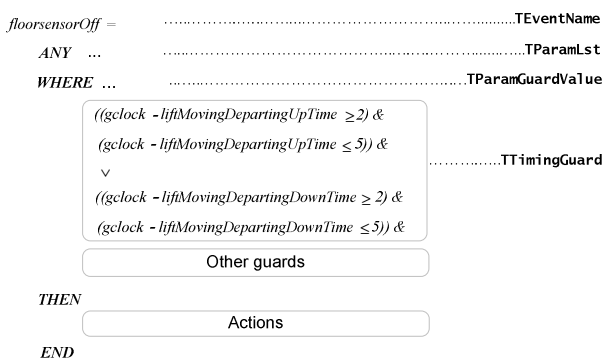 floorsensorOff = ……………………………………………………… TEventName
ANY ... ……………………………………………………… TParamLst
WHERE ... ……………………………………………………… TParamGuardValue
((gclock - liftMovingDepartingUpTime ≥2) &
(gclock - liftMovingDepartingUpTime ≤ 5)) &
∨
((gclock - liftMovingDepartingDownTime ≥ 2) &
(gclock - liftMovingDepartingDownTime ≤5)) &
……………… TTimingGuard
Other guards
THEN
Actions
END